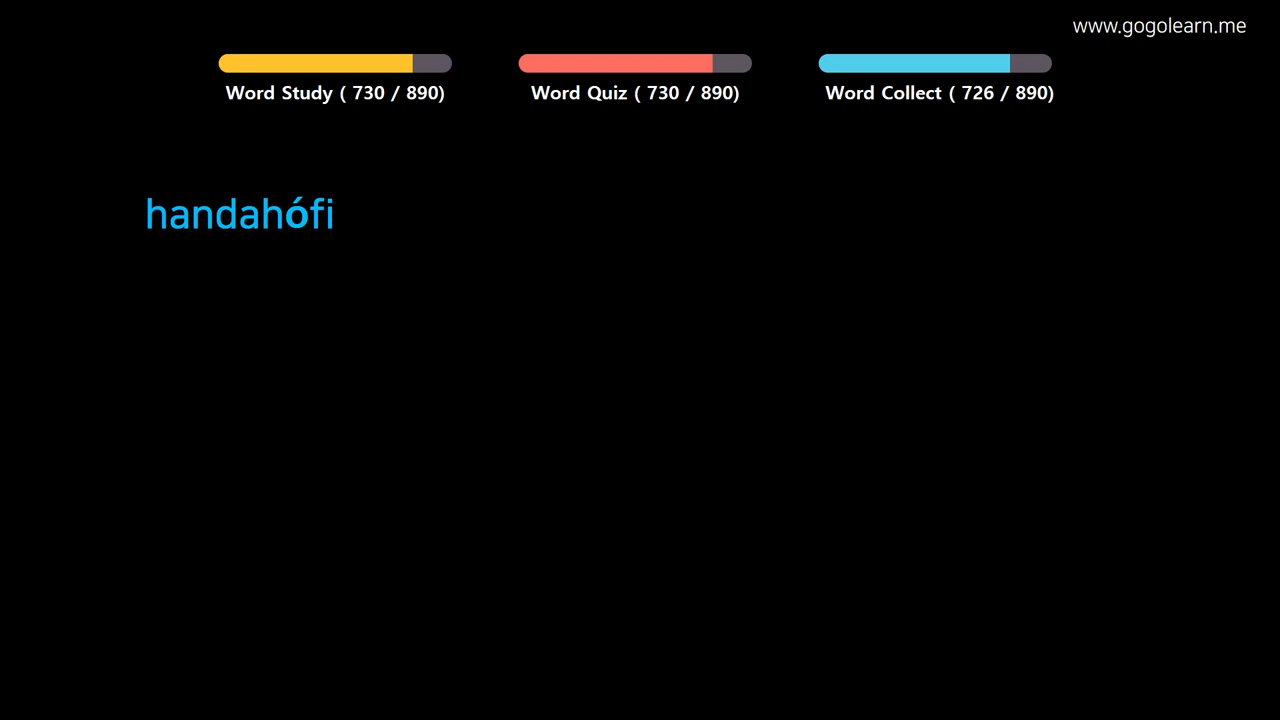 www.gogolearn.me
Word Study ( 730 / 890)
Word Quiz ( 730 / 890)
Word Collect ( 726 / 890)
handahófi